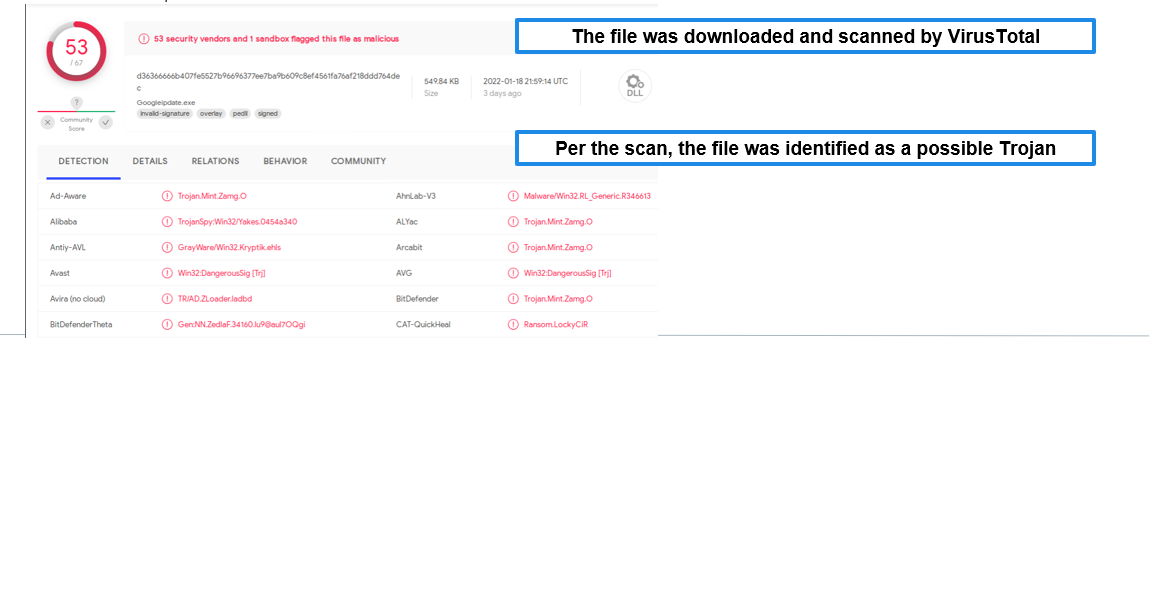 53
/ 67
?
Community
Score
53 security vendors and 1 sandbox flagged this file as malicious
The file was downloaded and scanned by VirusTotal
d36366666b407fe5527b96696377ee7ba9b609c8ef4561fa76af218ddd764de
c
Googleipdate.exe
invalid-signature overlay pedll signed
549.84 KB
Size
2022-01-18 21:59:14 UTC
3 days ago
DLL
Per the scan, the file was identified as a possible Trojan
DETECTION DETAILS RELATIONS BEHAVIOR COMMUNITY
Ad-Aware Trojan.Mint.Zamg.O AhnLab-V3 Malware/Win32.RL_Generic.R346613
Alibaba TrojanSpy:Win32/Yakes.0454a340 ALYac Trojan.Mint.Zamg.O
Antiy-AVL GrayWare/Win32.Kryptik.ehls Arcabit Trojan.Mint.Zamg.O
Avast Win32:DangerousSig [Trj] AVG Win32:DangerousSig [Trj]
Avira (no cloud) TR/AD.ZLoader.ladbd BitDefender Trojan.Mint.Zamg.O
BitDefenderTheta Gen:NN.ZedlaF.34160.lu9@aul7OQgi CAT-QuickHeal Ransom.LockyCiR